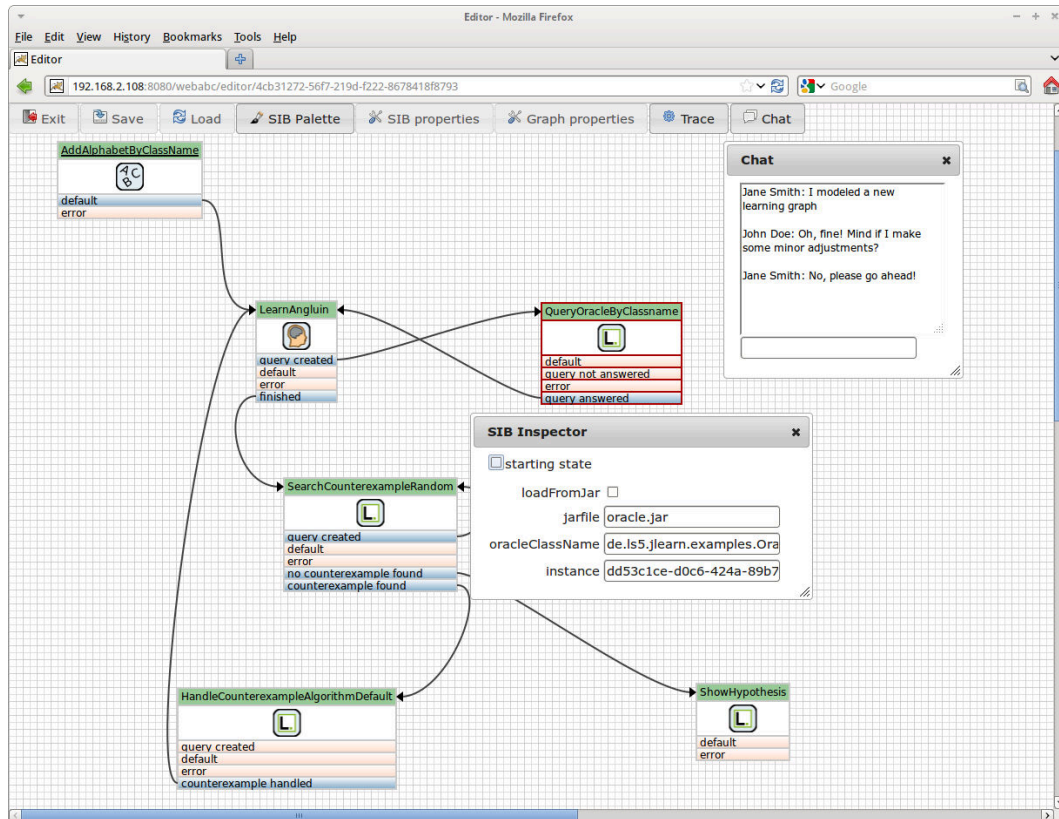 Editor - Mozilla Firefox
File Edit View History Bookmarks Tools Help
Editor
192.168.2.108:8080/webabc/editor/4cb31272-56f7-219d-f222-8678418f8793
Google
Exit Save Load SIB Palette SIB properties Graph properties Trace Chat
AddAlphabetByClassName
A C
B
default
error
Chat
Jane Smith: I modeled a new
learning graph
John Doe: Oh, fine! Mind if I make
some minor adjustments?
Jane Smith: No, please go ahead!
LearnAngluin
query created
default
error
finished
QueryOracleByClassname
L.
default
query not answered
error
query answered
SIB Inspector
starting state
loadFromJar
jarfile oracle.jar
oracleClassName de.ls5.jlearn.examples.Ora
instance dd53c1ce-d0c6-424a-89b7
SearchCounterexampleRandom
L.
query created
default
error
no counterexample found
counterexample found
HandleCounterexampleAlgorithmDefault
L.
query created
default
error
counterexample handled
ShowHypothesis
L.
default
error